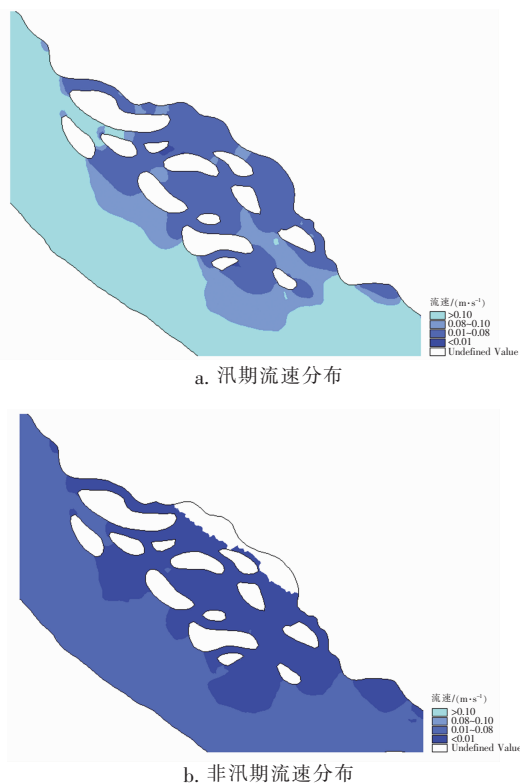 流速/(m·s⁻¹)
>0.10
0.08~0.10
0.01~0.08
<0.01
Undefined Value
a. 汛期流速分布
流速/(m·s⁻¹)
>0.10
0.08~0.10
0.01~0.08
<0.01
Undefined Value
b. 非汛期流速分布